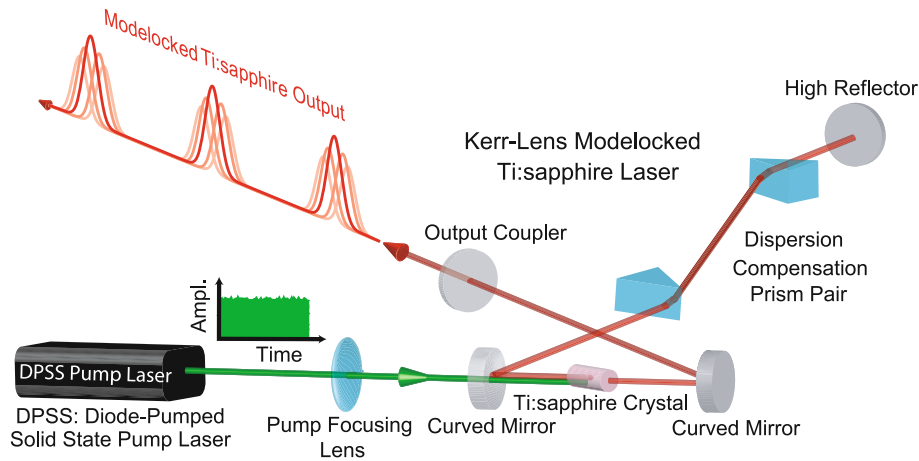 Modelocked Ti:sapphire Output
High Reflector
Kerr-Lens Modelocked
Ti:sapphire Laser
Output Coupler
Dispersion
Compensation
Prism Pair
Ampl.
Time
DPSS Pump Laser
DPSS: Diode-Pumped
Solid State Pump Laser
Pump Focusing
Lens
Curved Mirror
Ti:sapphire Crystal
Curved Mirror